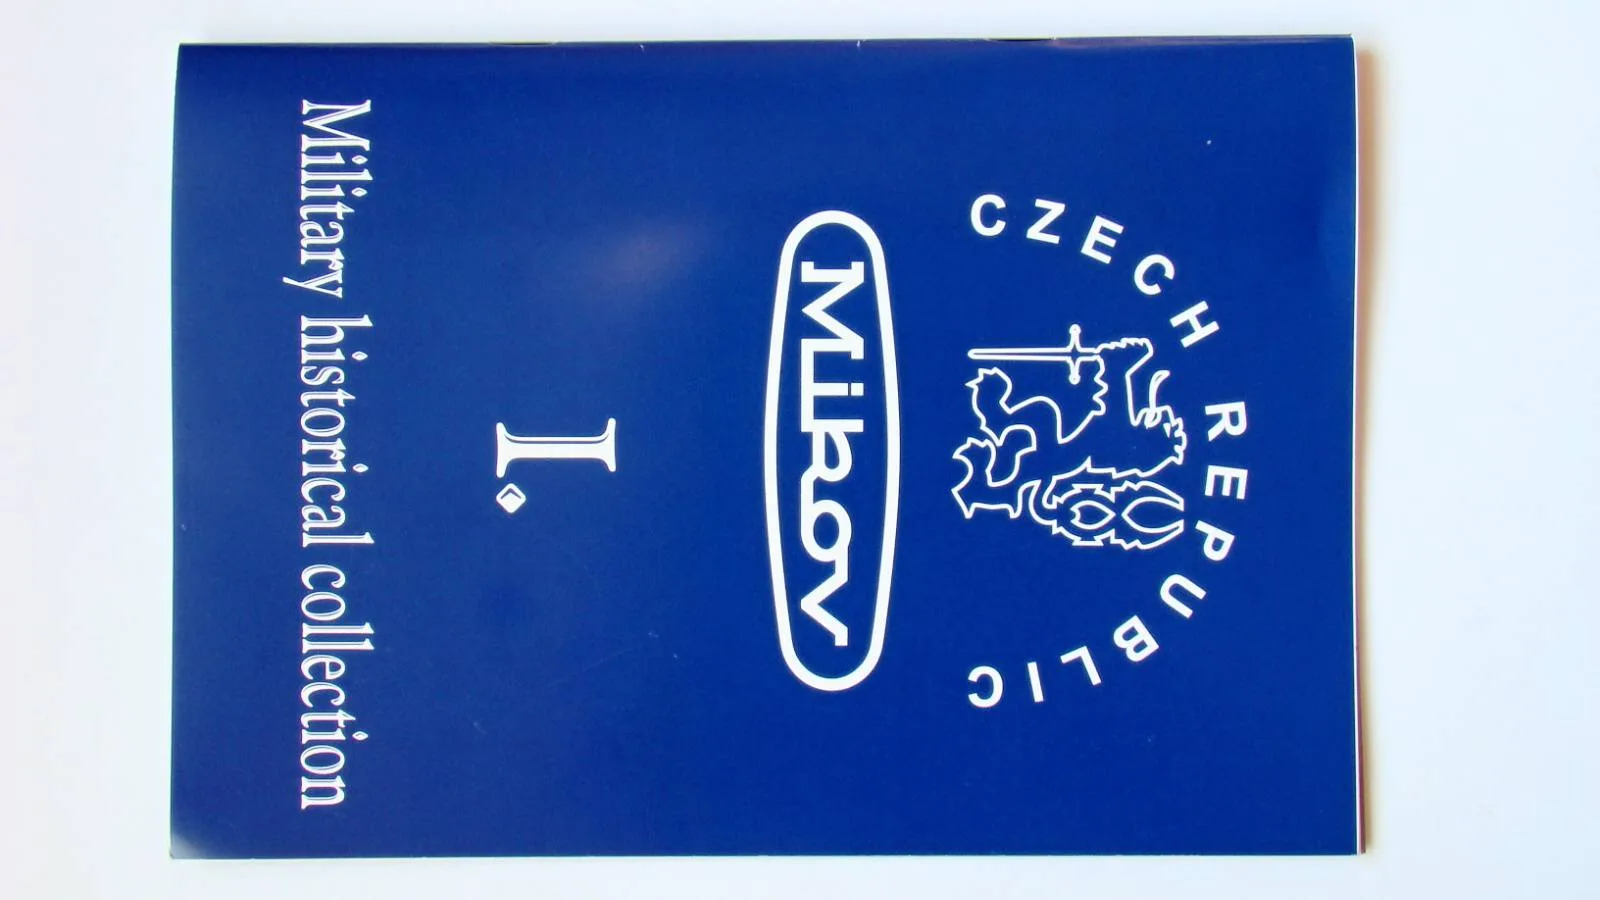 CZECH REPUBLIC
Mikov
I.
Military historical collection